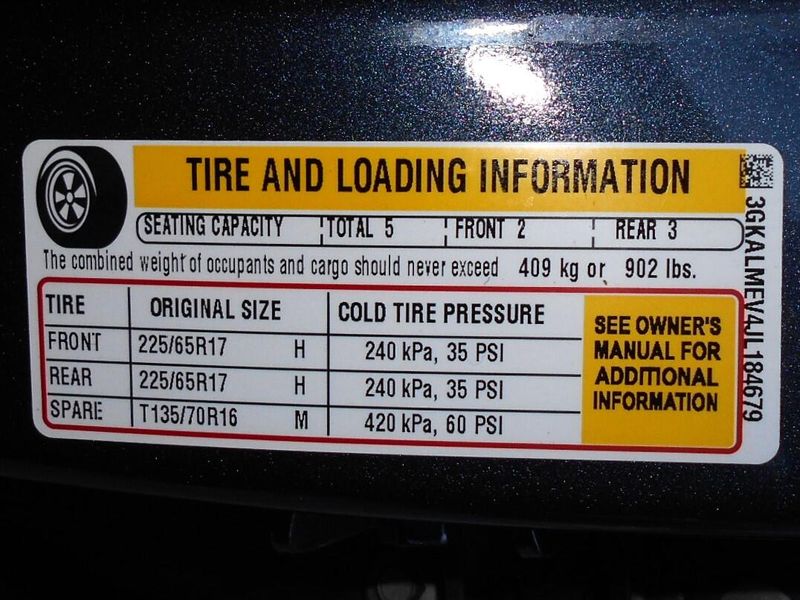 TIRE AND LOADING INFORMATION
SEATING CAPACITY TOTAL 5 FRONT 2 REAR 3
The combined weight of occupants and cargo should never exceed 409 kg or 902 lbs.
TIRE ORIGINAL SIZE COLD TIRE PRESSURE
FRONT 225/65R17 H 240 kPa, 35 PSI
REAR 225/65R17 H 240 kPa, 35 PSI
SPARE T135/70R16 M 420 kPa, 60 PSI
SEE OWNER'S
MANUAL FOR
ADDITIONAL
INFORMATION
3GKALMEV4JL184679